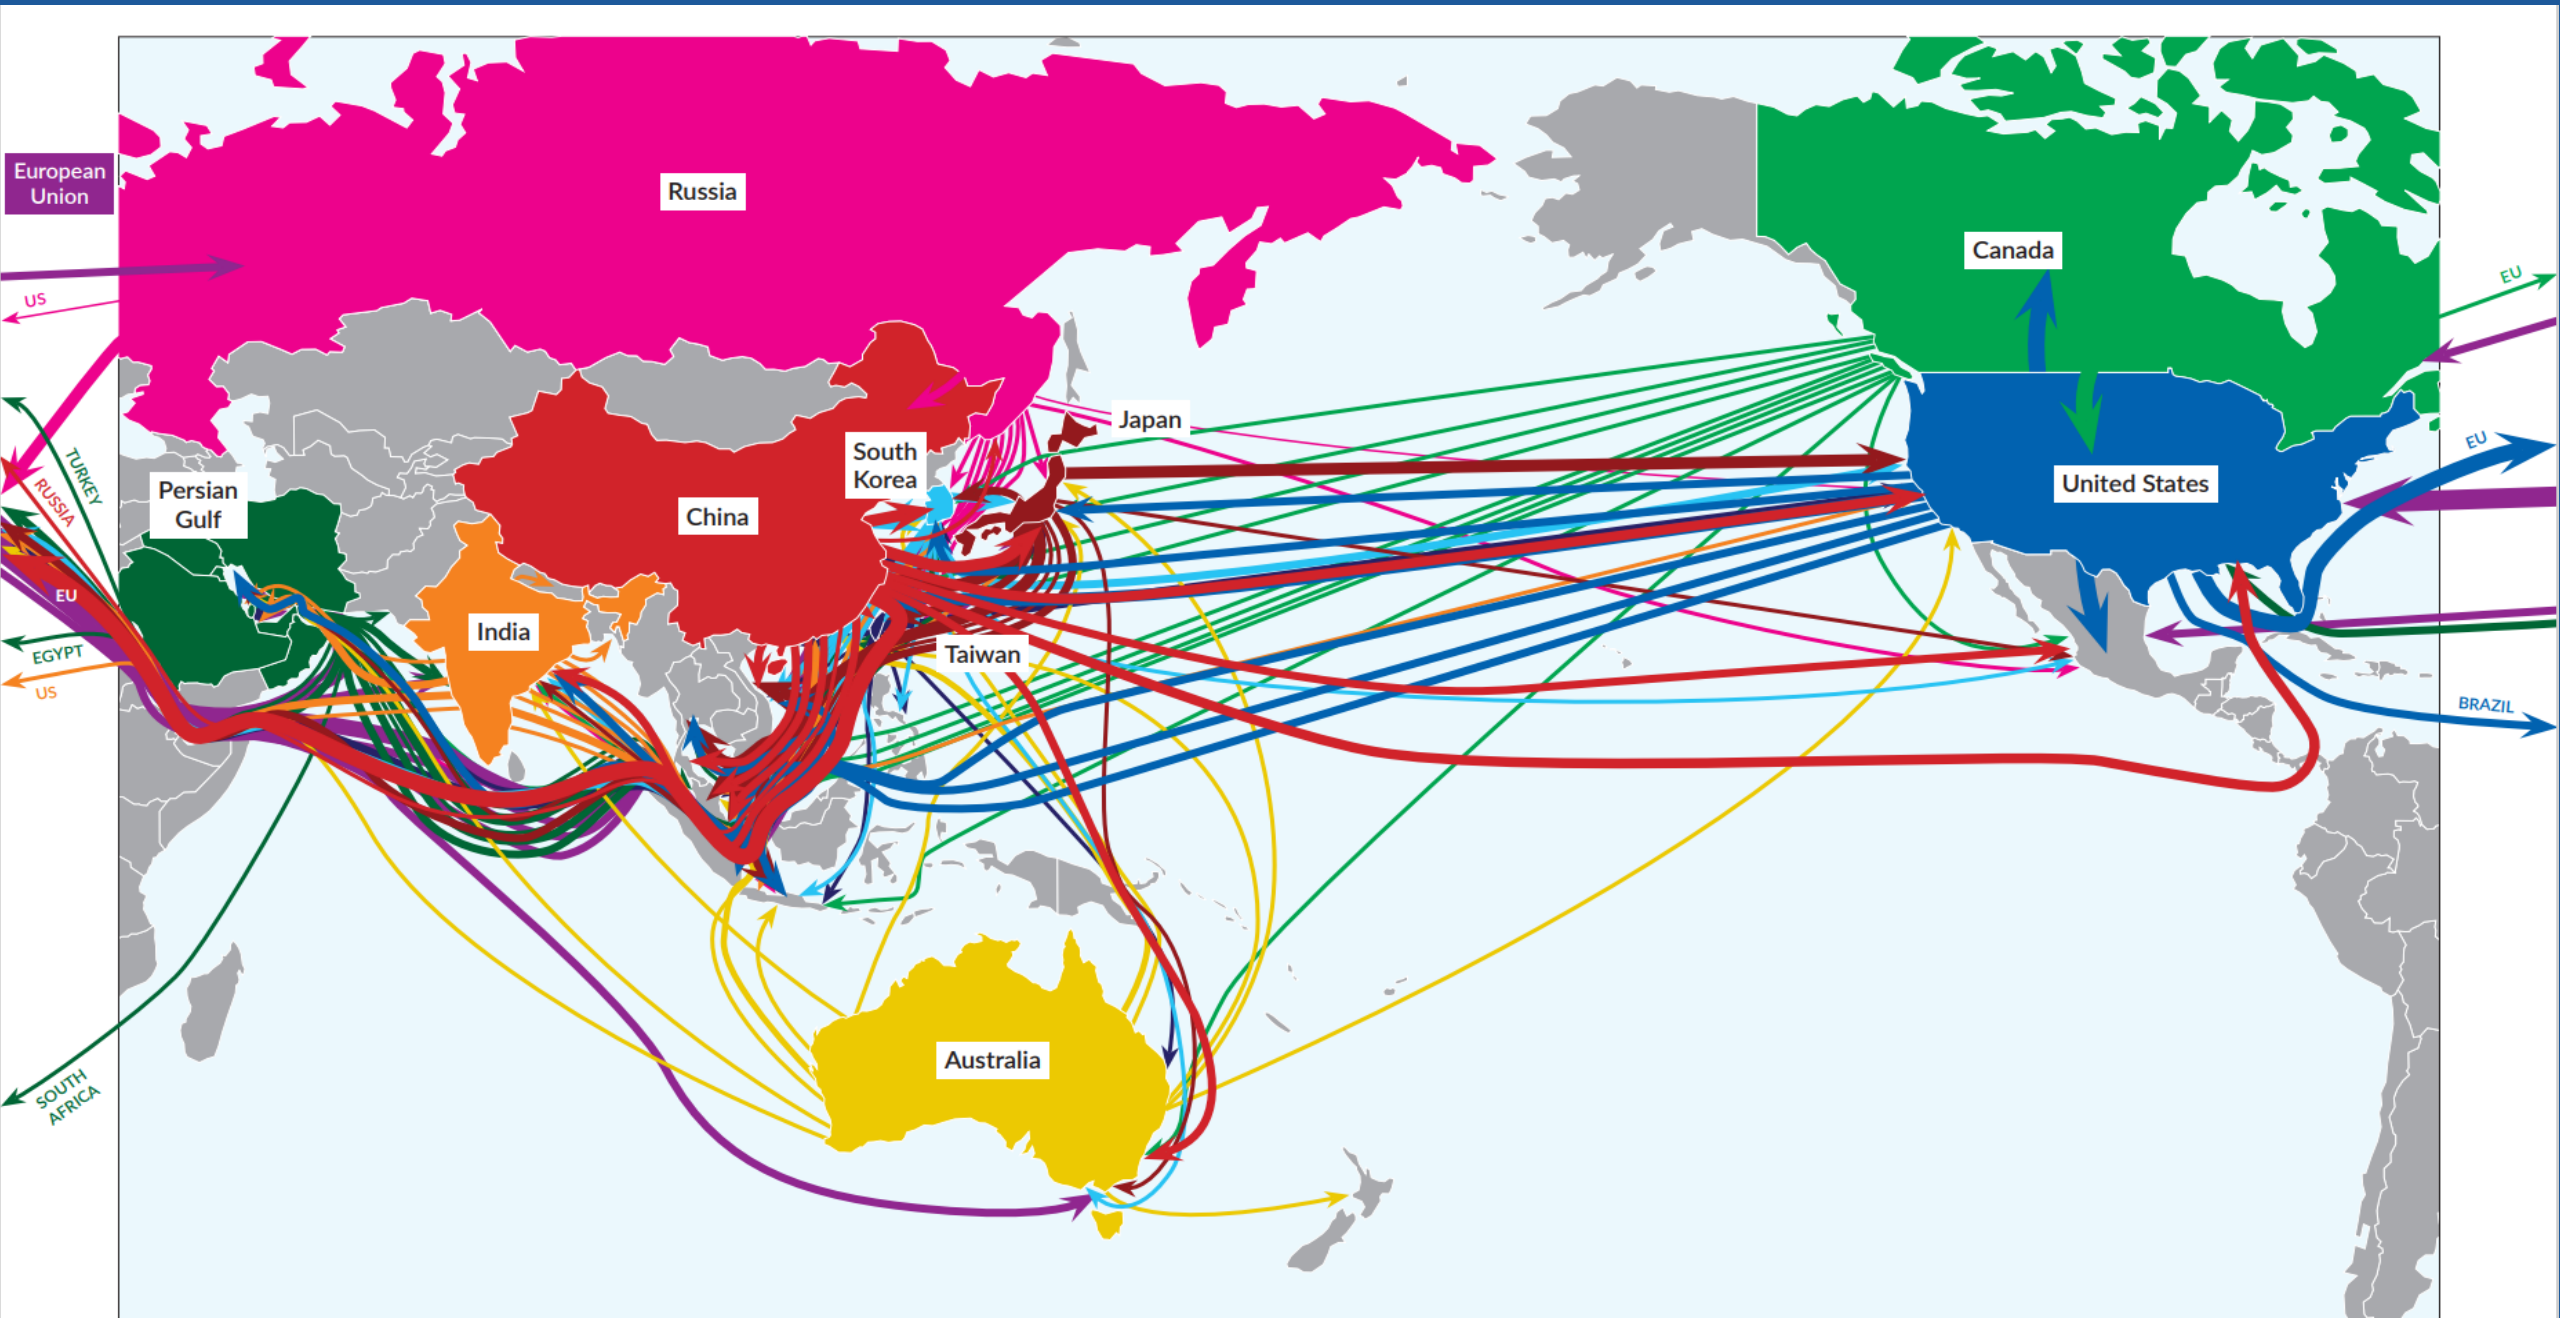 European
Union
Russia
Canada
EU
US
Japan
South
Korea
EU
TURKEY
RUSSIA
Persian
Gulf
China
United States
EU
India
Taiwan
EGYPT
US
BRAZIL
Australia
SOUTH
AFRICA